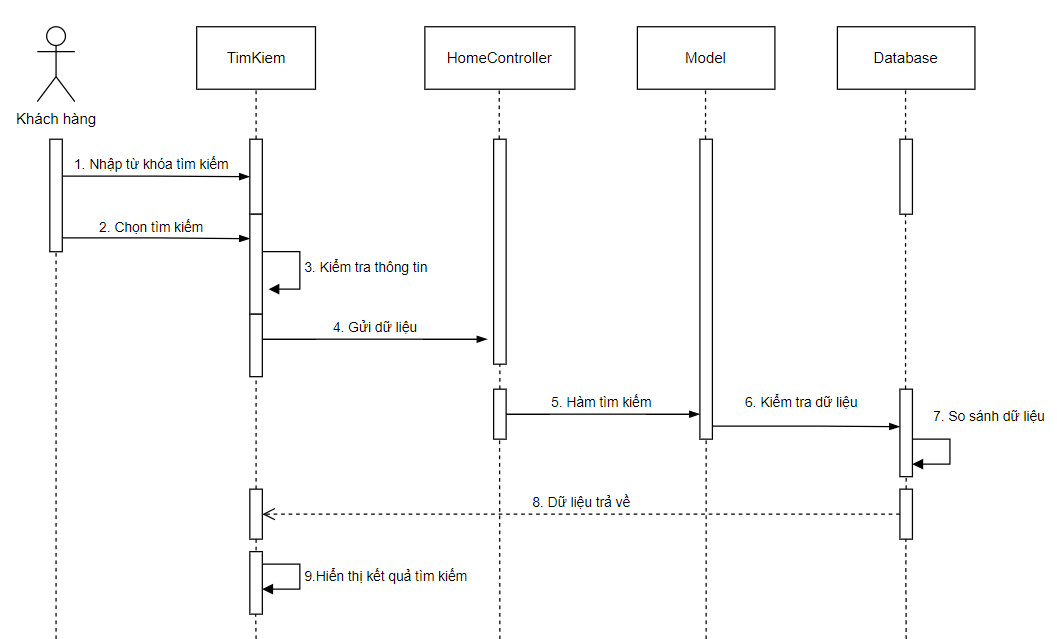 TimKiem
HomeController
Model
Database
Khách hàng
1. Nhập từ khóa tìm kiếm
2. Chọn tìm kiếm
3. Kiểm tra thông tin
4. Gửi dữ liệu
5. Hàm tìm kiếm
6. Kiểm tra dữ liệu
7. So sánh dữ liệu
8. Dữ liệu trả về
9.Hiển thị kết quả tìm kiếm